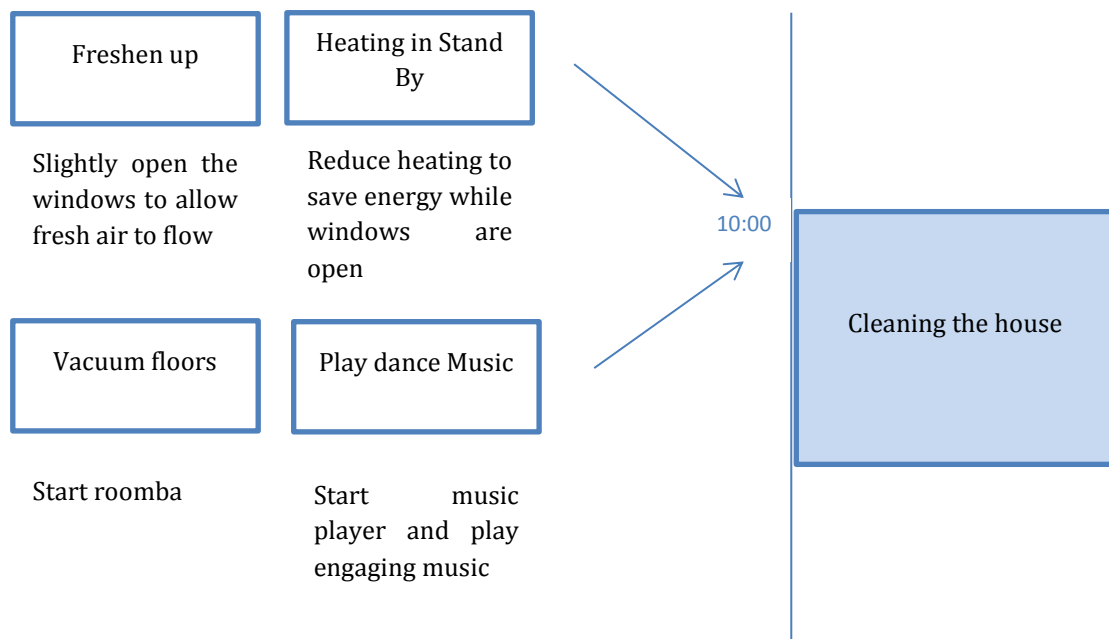 Freshen up
Heating in Stand
By
Slightly open the
windows to allow
fresh air to flow
Reduce heating to
save energy while
windows are
open
10:00
Cleaning the house
Vacuum floors
Play dance Music
Start roomba
Start music
player and play
engaging music